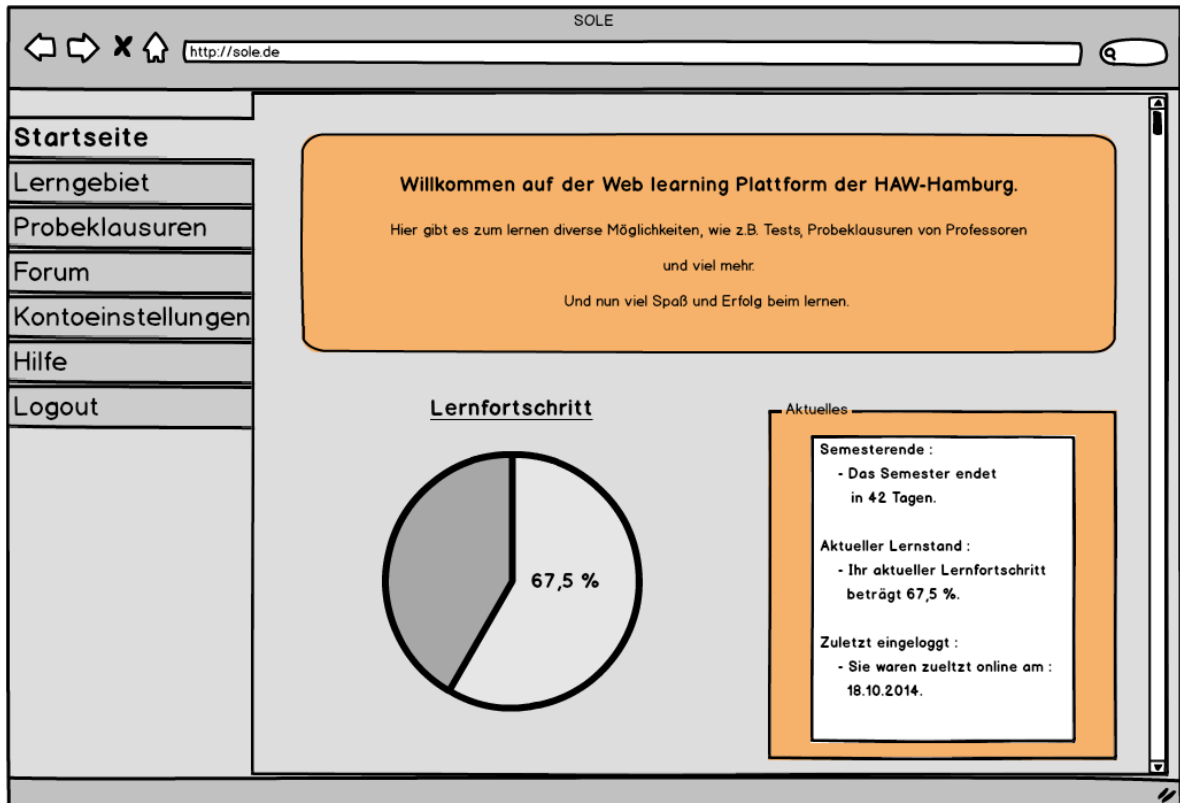 SOLE
http://sole.de
Startseite
Lerngebiet
Probeklausuren
Forum
Kontoeinstellungen
Hilfe
Logout
Willkommen auf der Web learning Plattform der HAW-Hamburg.
Hier gibt es zum lernen diverse Möglichkeiten, wie z.B. Tests, Probeklausuren von Professoren
und viel mehr.
Und nun viel Spaß und Erfolg beim lernen.
Lernfortschritt
67,5 %
Aktuelles
Semesterende :
- Das Semester endet
in 42 Tagen.
Aktueller Lernstand :
- Ihr aktueller Lernfortschritt
beträgt 67,5 %.
Zuletzt eingeloggt :
- Sie waren zueltzt online am :
18.10.2014.